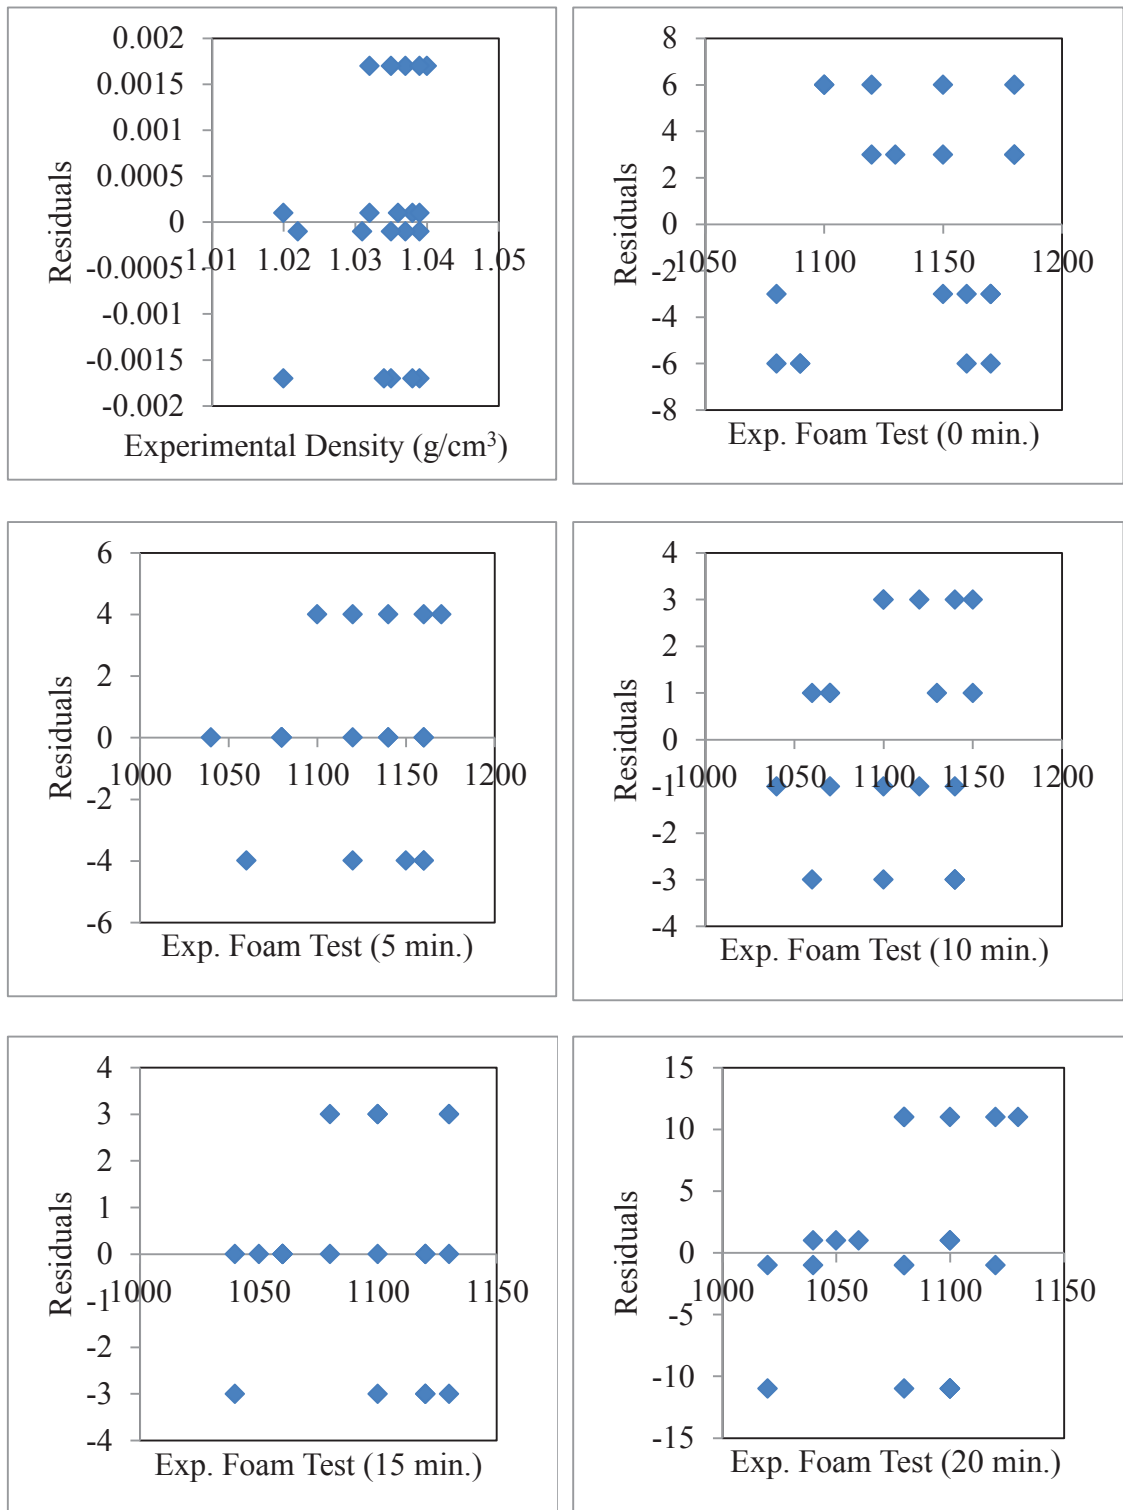 0.002
0.0015
0.001
0.0005
0
-0.0005
-0.001
-0.0015
-0.002
1.01 1.02 1.03 1.04 1.05
Residuals
Experimental Density (g/cm³)
8
6
4
2
0
-2
-4
-6
-8
1050 1100 1150 1200
Residuals
Exp. Foam Test (0 min.)
6
4
2
0
-2
-4
-6
1000 1050 1100 1150 1200
Residuals
Exp. Foam Test (5 min.)
4
3
2
1
0
-1
-2
-3
-4
1000 1050 1100 1150 1200
Residuals
Exp. Foam Test (10 min.)
4
3
2
1
0
-1
-2
-3
-4
1000 1050 1100 1150
Residuals
Exp. Foam Test (15 min.)
15
10
5
0
-5
-10
-15
1000 1050 1100 1150
Residuals
Exp. Foam Test (20 min.)